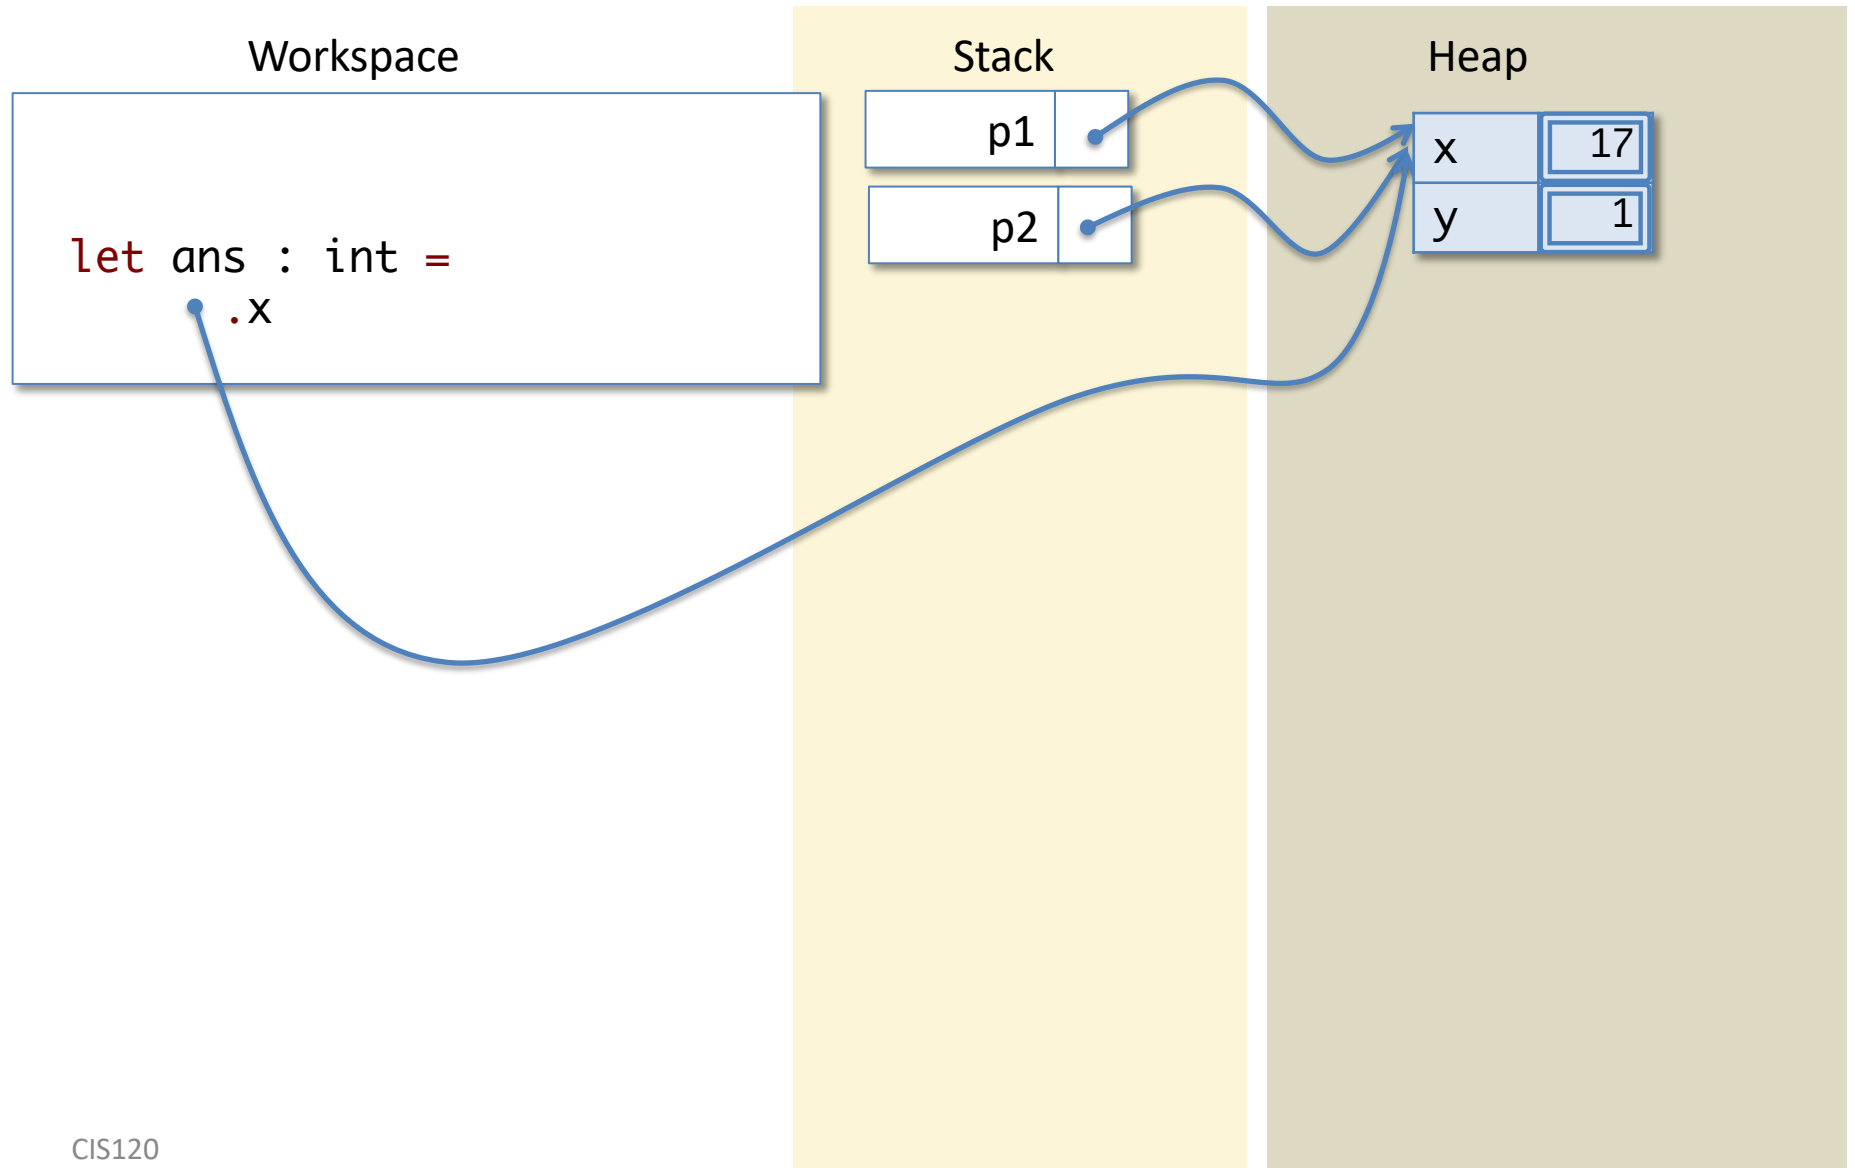 Workspace
Stack
Heap
let ans : int =
.x
p1
p2
x 17
y 1
CIS120